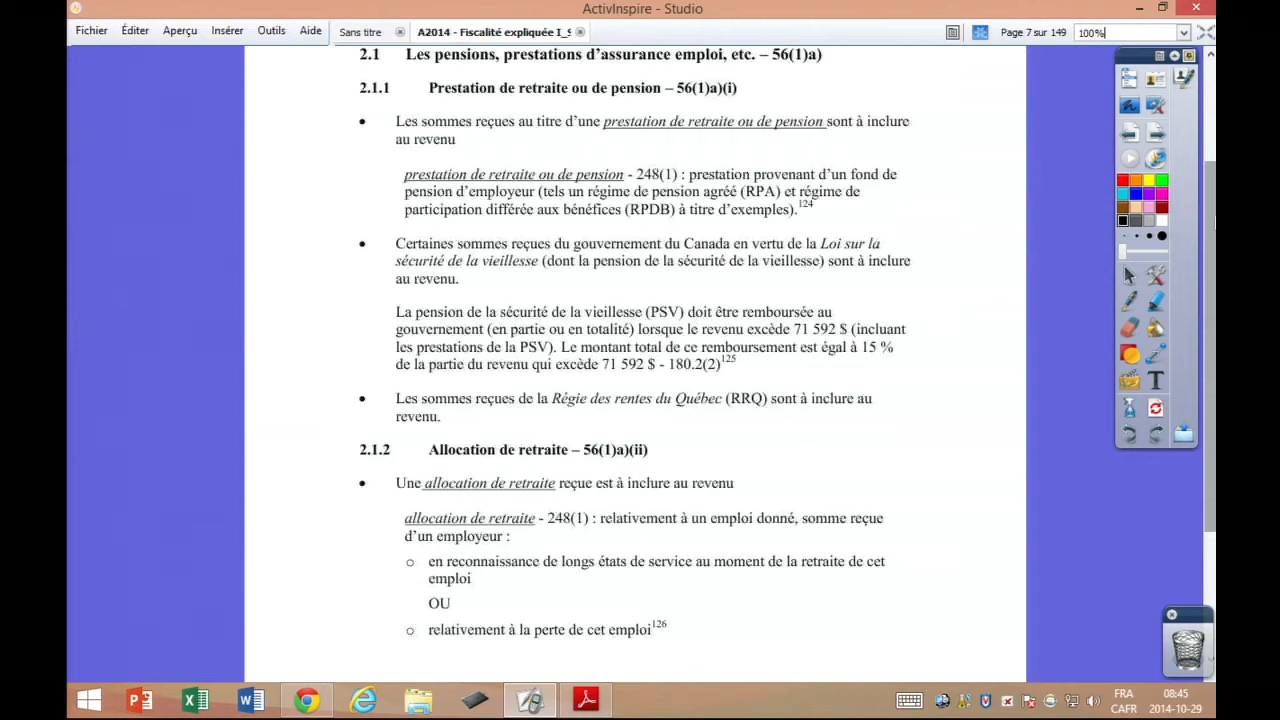 ActivInspire - Studio
Fichier Éditer Aperçu Insérer Outils Aide
Sans titre A2014 - Fiscalité expliquée I_S
Page 7 sur 149 100%
2.1 Les pensions, prestations d'assurance emploi, etc. – 56(1)a)
2.1.1 Prestation de retraite ou de pension – 56(1)a)(i)
• Les sommes reçues au titre d'une prestation de retraite ou de pension sont à inclure
au revenu
prestation de retraite ou de pension - 248(1) : prestation provenant d'un fond de
pension d'employeur (tels un régime de pension agréé (RPA) et régime de
participation différée aux bénéfices (RPDB) à titre d'exemples).124
• Certaines sommes reçues du gouvernement du Canada en vertu de la Loi sur la
sécurité de la vieillesse (dont la pension de la sécurité de la vieillesse) sont à inclure
au revenu.
La pension de la sécurité de la vieillesse (PSV) doit être remboursée au
gouvernement (en partie ou en totalité) lorsque le revenu excède 71 592 $ (incluant
les prestations de la PSV). Le montant total de ce remboursement est égal à 15 %
de la partie du revenu qui excède 71 592 $ - 180.2(2)125
• Les sommes reçues de la Régie des rentes du Québec (RRQ) sont à inclure au
revenu.
2.1.2 Allocation de retraite – 56(1)a)(ii)
• Une allocation de retraite reçue est à inclure au revenu
allocation de retraite - 248(1) : relativement à un emploi donné, somme reçue
d'un employeur :
o en reconnaissance de longs états de service au moment de la retraite de cet
emploi
OU
o relativement à la perte de cet emploi126
FRA 08:45
CAFR 2014-10-29